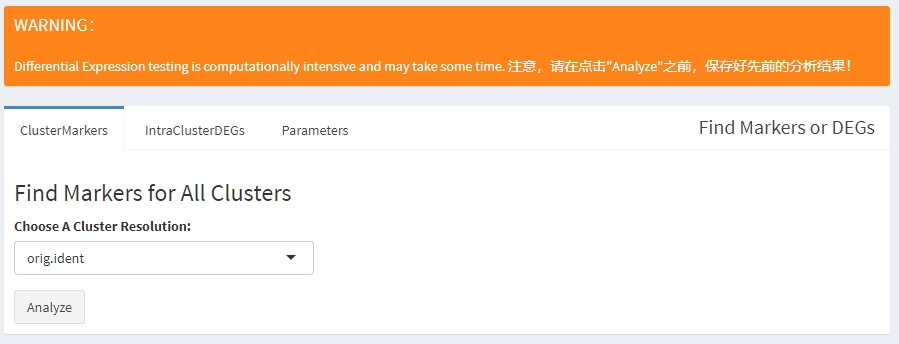 WARNING：
Differential Expression testing is computationally intensive and may take some time. 注意，请在点击"Analyze"之前，保存好先前的分析结果！
ClusterMarkers IntraClusterDEGs Parameters Find Markers or DEGs
Find Markers for All Clusters
Choose A Cluster Resolution:
orig.ident
Analyze